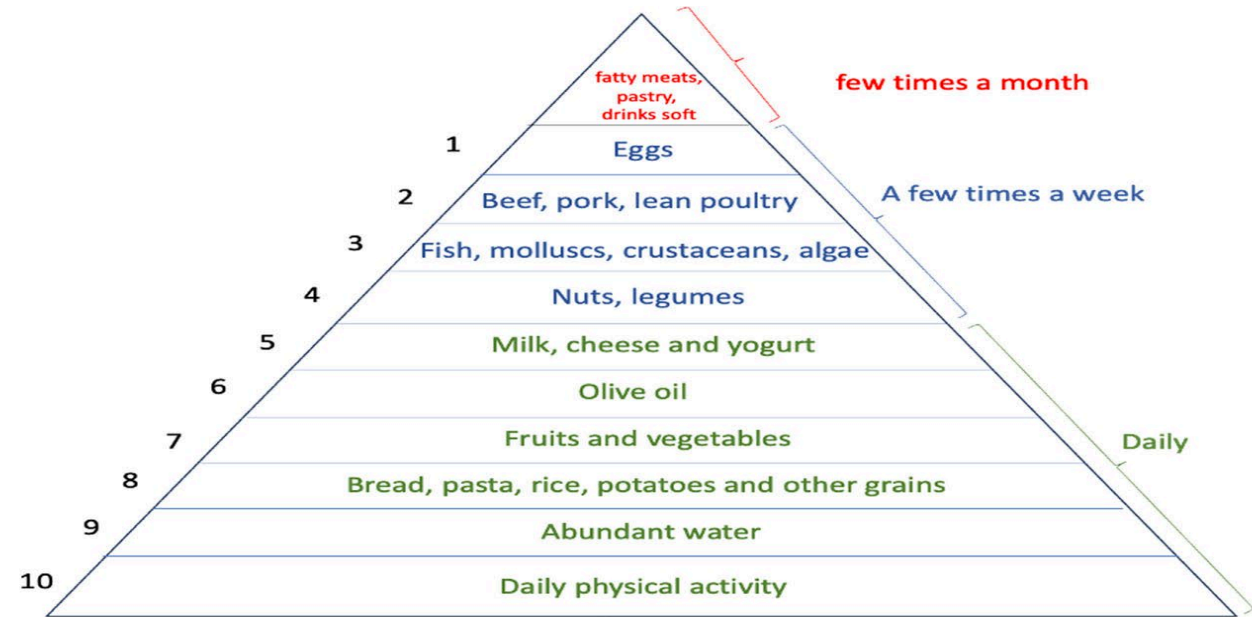 fatty meats,
pastry,
drinks soft
few times a month
1
Eggs
2
Beef, pork, lean poultry
A few times a week
3
Fish, molluscs, crustaceans, algae
4
Nuts, legumes
5
Milk, cheese and yogurt
6
Olive oil
7
Fruits and vegetables
Daily
8
Bread, pasta, rice, potatoes and other grains
9
Abundant water
10
Daily physical activity